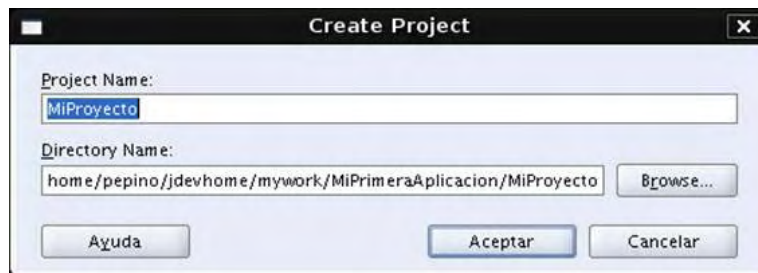 Create Project
Project Name:
MiProyecto
Directory Name:
home/pepino/jdevhome/mywork/MiPrimeraAplicacion/MiProyecto Browse...
Ayuda Aceptar Cancelar